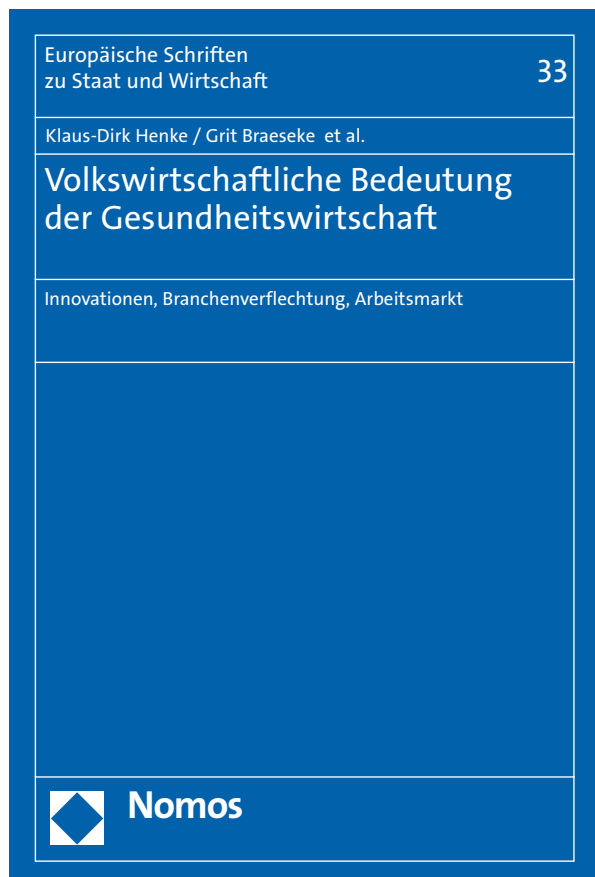 Europäische Schriften
zu Staat und Wirtschaft
33
Klaus-Dirk Henke / Grit Braeseke et al.
Volkswirtschaftliche Bedeutung
der Gesundheitswirtschaft
Innovationen, Branchenverflechtung, Arbeitsmarkt
Nomos